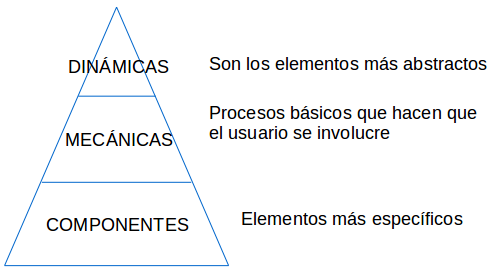 DINÁMICAS
Son los elementos más abstractos
MECÁNICAS
Procesos básicos que hacen que
el usuario se involucre
COMPONENTES
Elementos más específicos